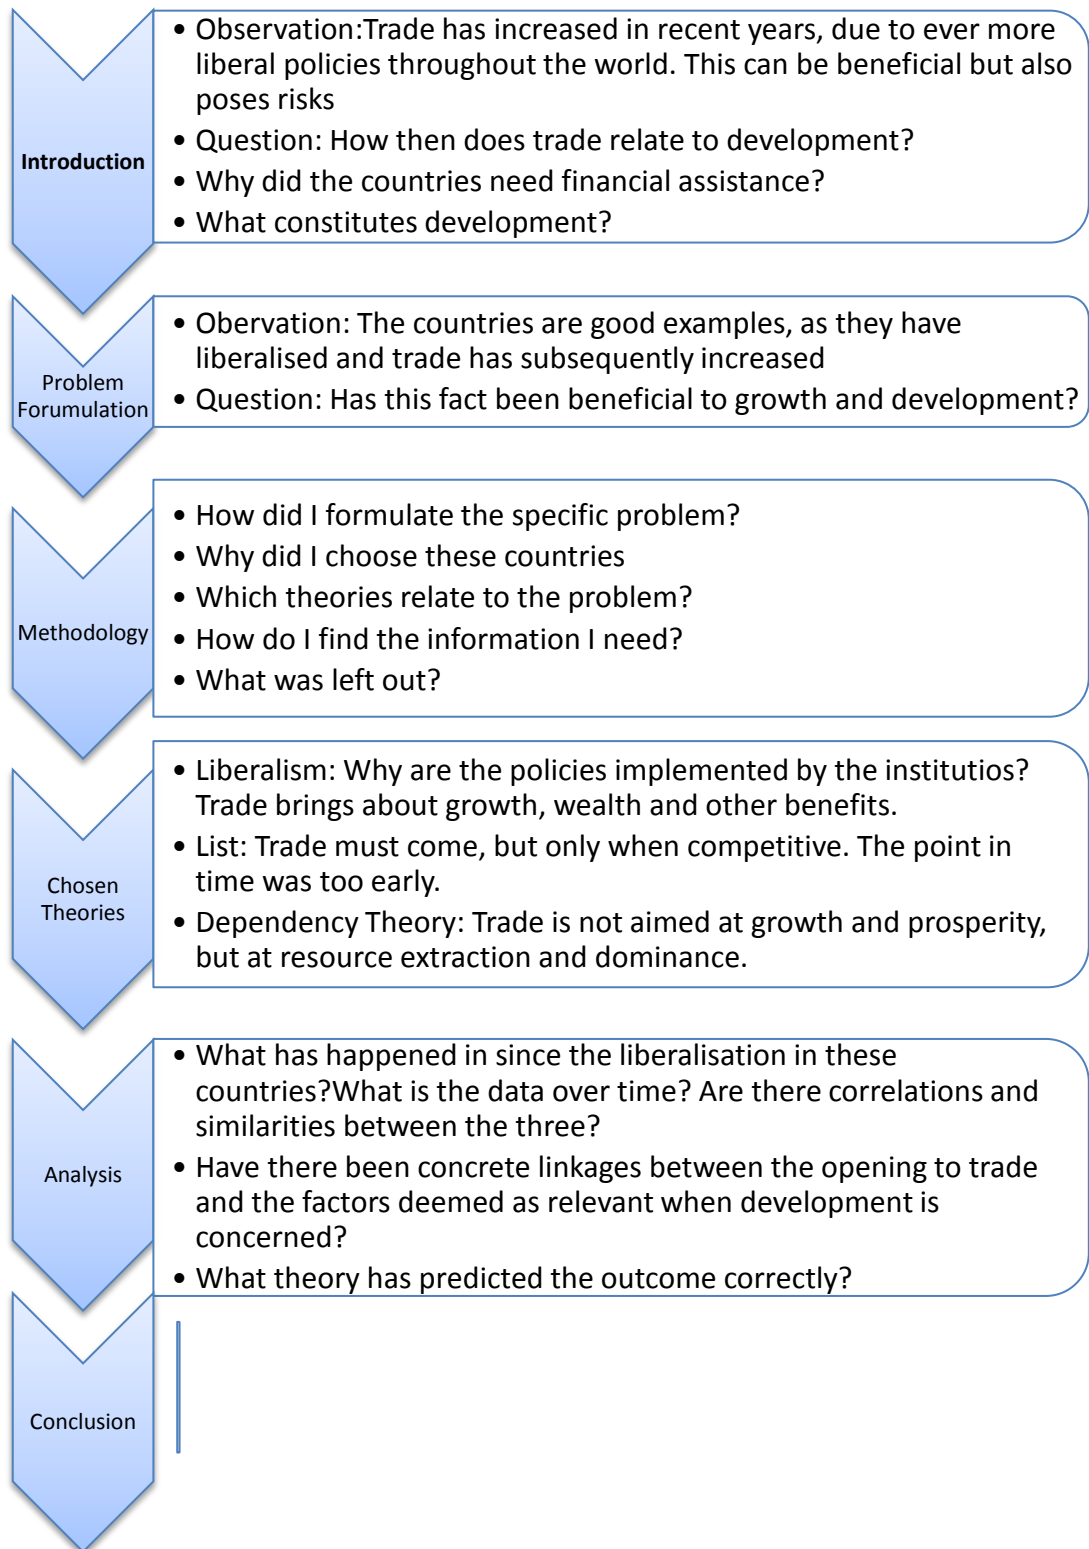 Introduction
• Observation:Trade has increased in recent years, due to ever more
liberal policies throughout the world. This can be beneficial but also
poses risks
• Question: How then does trade relate to development?
• Why did the countries need financial assistance?
• What constitutes development?
Problem
Forumulation
• Obervation: The countries are good examples, as they have
liberalised and trade has subsequently increased
• Question: Has this fact been beneficial to growth and development?
Methodology
• How did I formulate the specific problem?
• Why did I choose these countries
• Which theories relate to the problem?
• How do I find the information I need?
• What was left out?
Chosen
Theories
• Liberalism: Why are the policies implemented by the institutios?
Trade brings about growth, wealth and other benefits.
• List: Trade must come, but only when competitive. The point in
time was too early.
• Dependency Theory: Trade is not aimed at growth and prosperity,
but at resource extraction and dominance.
Analysis
• What has happened in since the liberalisation in these
countries?What is the data over time? Are there correlations and
similarities between the three?
• Have there been concrete linkages between the opening to trade
and the factors deemed as relevant when development is
concerned?
• What theory has predicted the outcome correctly?
Conclusion